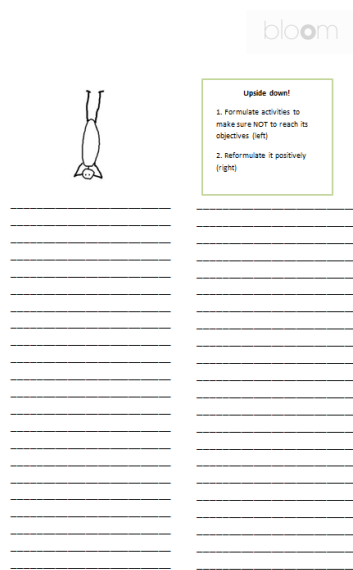 bloom
Upside down!
1. Formulate activities to
make sure NOT to reach its
objectives (left)
2. Reformulate it positively
(right)